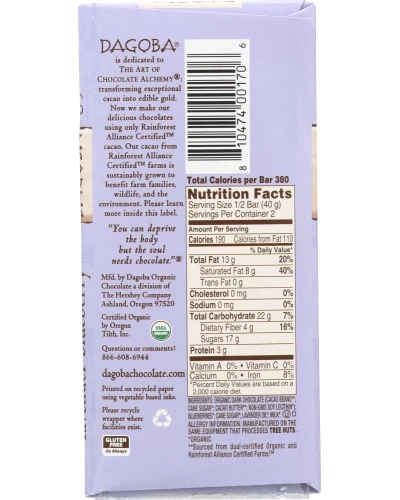 DAGOBA®
is dedicated to
THE ART OF
CHOCOLATE ALCHEMY®,
transforming exceptional
cacao into edible gold.
Now we make our
delicious chocolates
using only Rainforest
Alliance Certified™
cacao. Our cacao from
Rainforest Alliance
Certified™ farms is
sustainably grown to
benefit farm families,
wildlife, and the
environment. Please learn
more inside this label.
"You can deprive
the body
but the soul
needs chocolate."®
Mfd. by Dagoba Organic
Chocolate a division of
The Hershey Company
Ashland, Oregon 97520
Certified Organic
by Oregon
Tilth, Inc.
USDA
ORGANIC
Questions or comments?
866-608-6944
dagobachocolate.com
Printed on recycled paper
using vegetable based inks.
Please recycle
wrapper where
facilities exist.
GLUTEN
FREE
As Always
8 10474 00170 6
Total Calories per Bar 380
Nutrition Facts
Serving Size 1/2 Bar (40 g)
Servings Per Container 2
Amount Per Serving
Calories 190 Calories from Fat 110
% Daily Value*
Total Fat 13 g 20%
Saturated Fat 8 g 40%
Trans Fat 0 g
Cholesterol 0 mg 0%
Sodium 0 mg 0%
Total Carbohydrate 22 g 7%
Dietary Fiber 4 g 16%
Sugars 17 g
Protein 3 g
Vitamin A 0% • Vitamin C 0%
Calcium 0% • Iron 8%
*Percent Daily Values are based on a
2,000 calorie diet.
INGREDIENTS: ORGANIC DARK CHOCOLATE (CACAO BEANS**,
CANE SUGAR*, CACAO BUTTER*, NON-GMO SOY LECITHIN*),
BLUEBERRIES*, CANE SUGAR*, LAVENDER OIL*, MILK*
ALLERGY INFORMATION: MANUFACTURED ON THE
SAME EQUIPMENT THAT PROCESSES TREE NUTS.
*ORGANIC
**Sourced from dual-certified Organic and
Rainforest Alliance Certified Farms™.